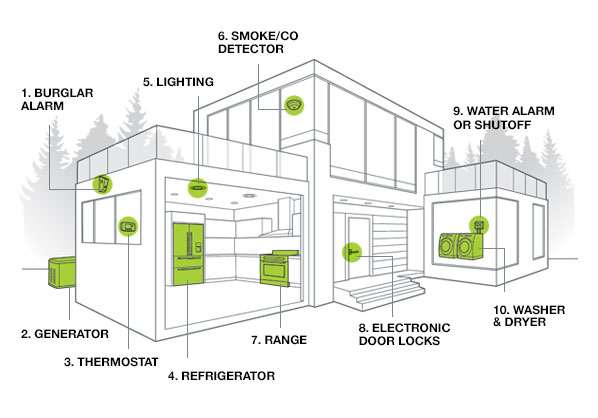 1. BURGLAR
ALARM
2. GENERATOR
3. THERMOSTAT
4. REFRIGERATOR
5. LIGHTING
6. SMOKE/CO
DETECTOR
7. RANGE
8. ELECTRONIC
DOOR LOCKS
9. WATER ALARM
OR SHUTOFF
10. WASHER
& DRYER